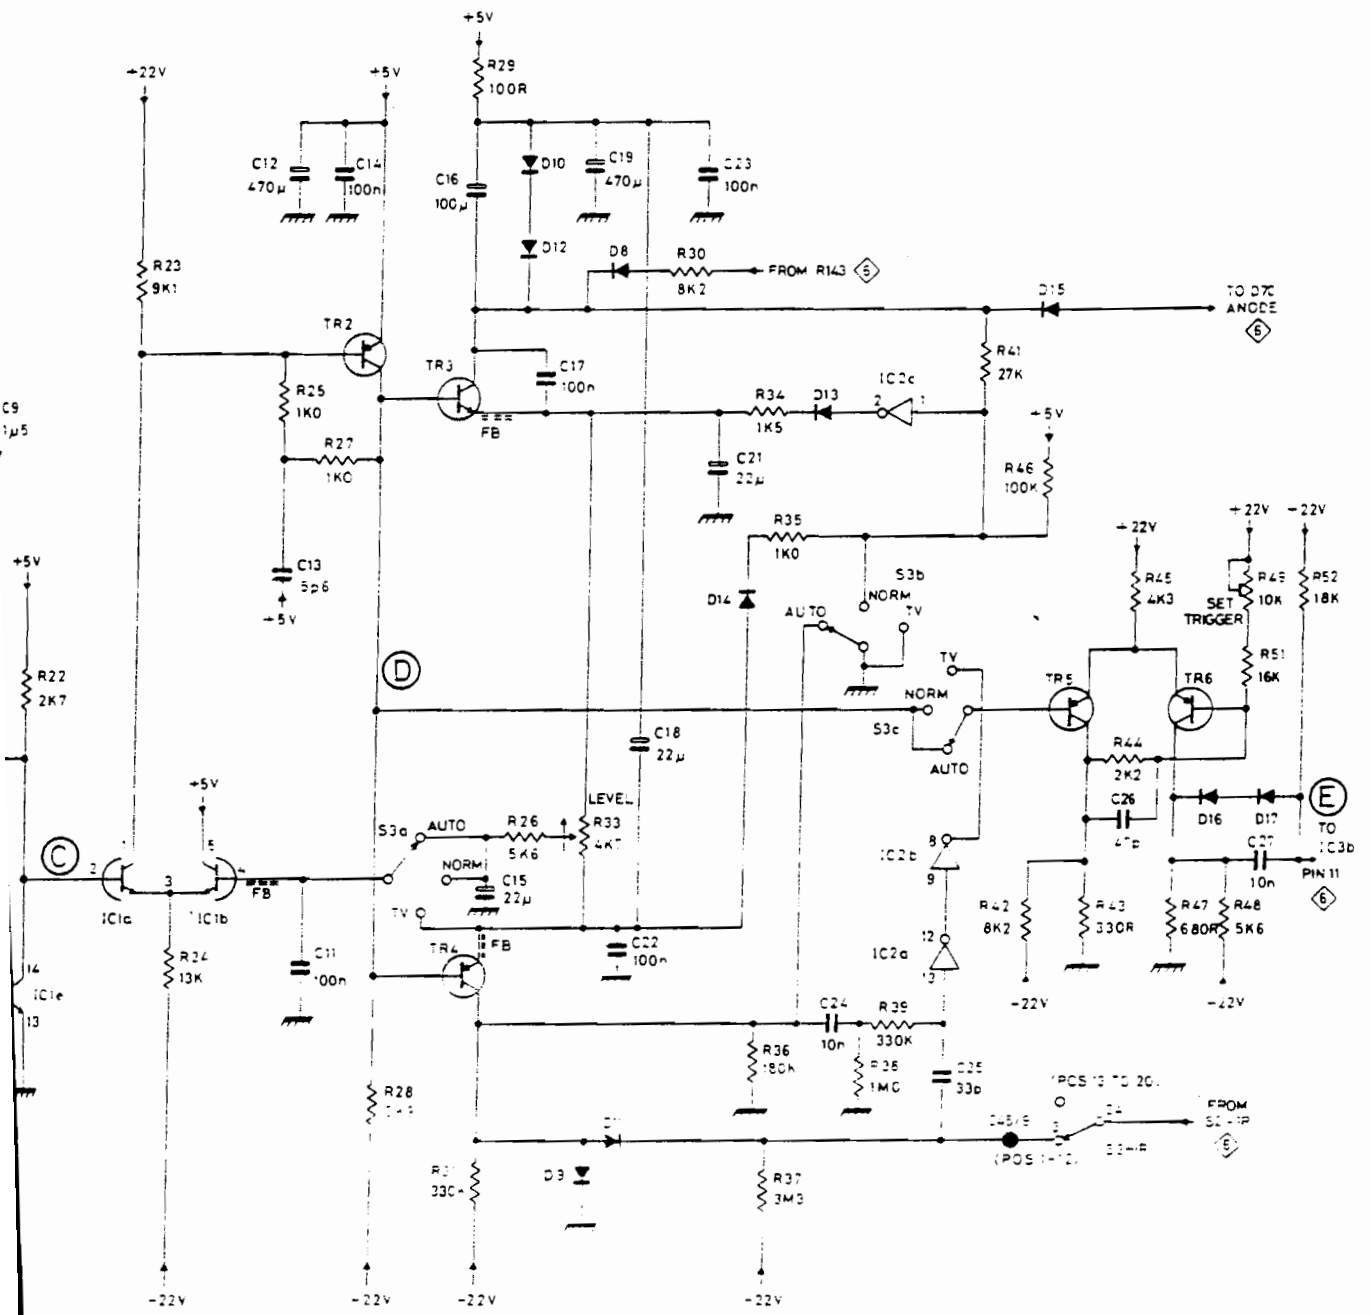 +5V
+22V
+5V
R29
100R
C12
470μ
C14
100n
C16
100μ
D10
C19
470μ
C23
100n
D12
R23
9K1
D8
R30
8K2
FROM R143
6
D15
ANODE
6
TR2
TR3
C17
100n
R41
27K
C9
1μ5
R25
1K0
R34
1K5
D13
IC2c
2
1
+5V
FB
R27
1K0
C21
22μ
R46
100K
R35
1K0
+22V
+22V
-22V
+5V
C13
5p6
+5V
D14
S3b
NORM
AUTO
TV
R45
4K3
R49
10K
R52
18K
SET
TRIGGER
R22
2K7
D
TV
NORM
S3c
AUTO
TR5
TR6
R51
16K
C18
22μ
R44
2K2
+5V
LEVEL
C26
47p
D16
D17
E
TO
IC3b
PIN 11
6
C
2
1
3
5
4
IC1a
IC1b
FB
S3a
AUTO
R26
5K6
R33
4K7
NORM
C15
22μ
TV
8
IC2b
9
C27
10n
R42
8K2
R43
330R
R47
680R
R48
5K6
TR4
FB
C22
100n
12
IC2a
13
R24
13K
C11
100n
14
IC1e
13
-22V
-22V
C24
10n
R39
330K
R36
180K
C25
33p
R28
FROM
6
D9
R37
3M3
-22V
-22V
-22V
-22V